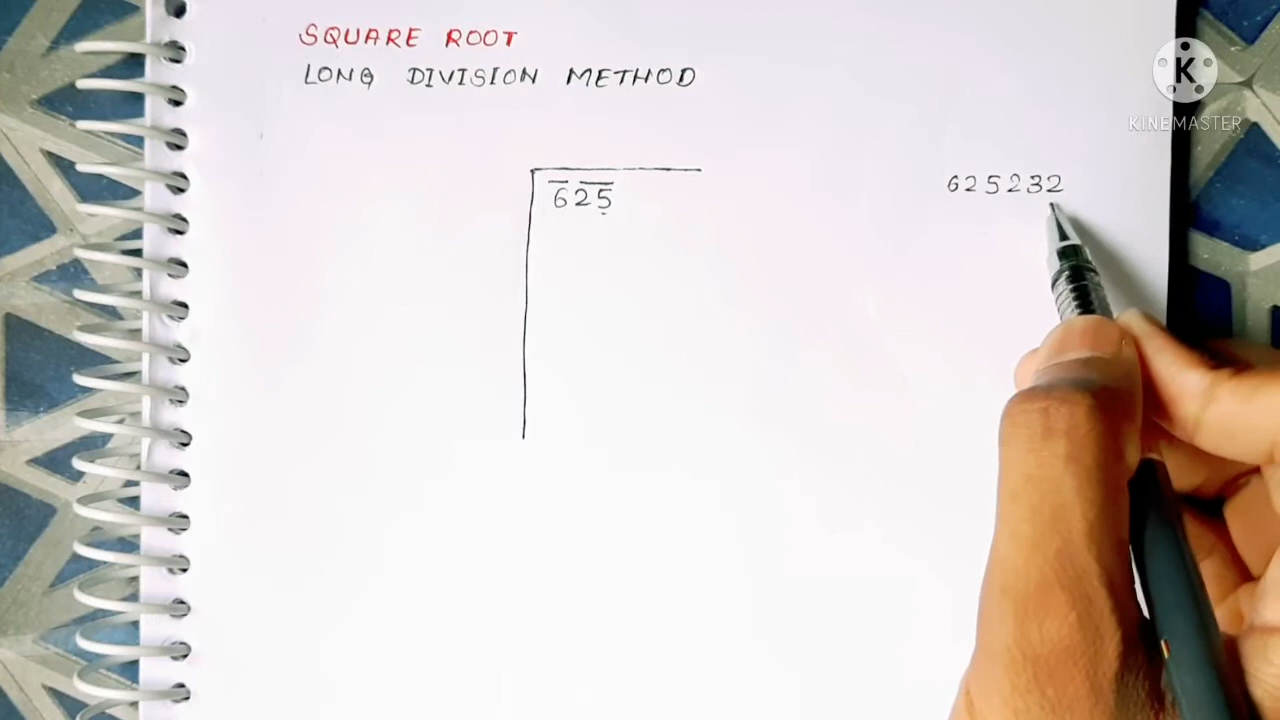 SQUARE ROOT
LONG DIVISION METHOD
K
KINEMASTER
625
625232